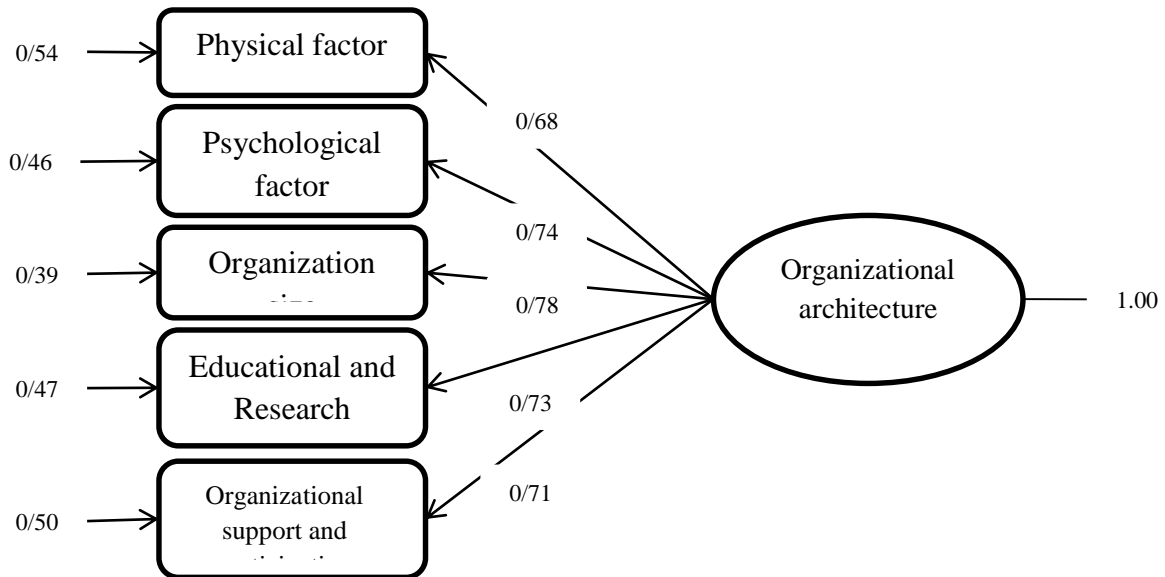 0/54
Physical factor
0/68
0/46
Psychological
factor
0/74
0/39
Organization
0/78
Organizational
architecture
1.00
0/47
Educational and
Research
0/73
0/50
Organizational
support and
0/71